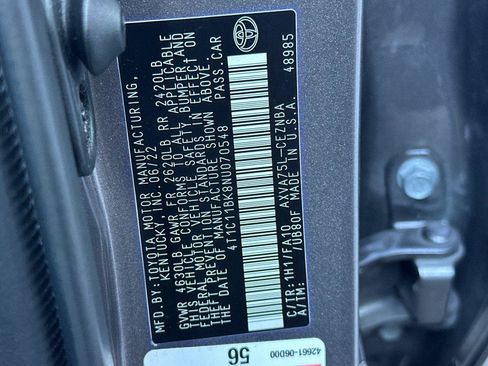 MFD. BY: TOYOTA MOTOR MANUFACTURING,
KENTUCKY, INC. 06/22
GVWR 4630LB GAWR FR 2620LB RR 2420LB
THIS VEHICLE CONFORMS TO ALL APPLICABLE
FEDERAL MOTOR VEHICLE SAFETY, BUMPER AND
THEFT PREVENTION STANDARDS IN EFFECT ON
THE DATE OF MANUFACTURE SHOWN ABOVE.
4T1C11BK8NU070548 PASS.CAR
C/TR: 1H1/FA10 AXVA75L-CEZNBA
A/TM: /UB80F MADE IN U.S.A. 48985
42661-06D00
56